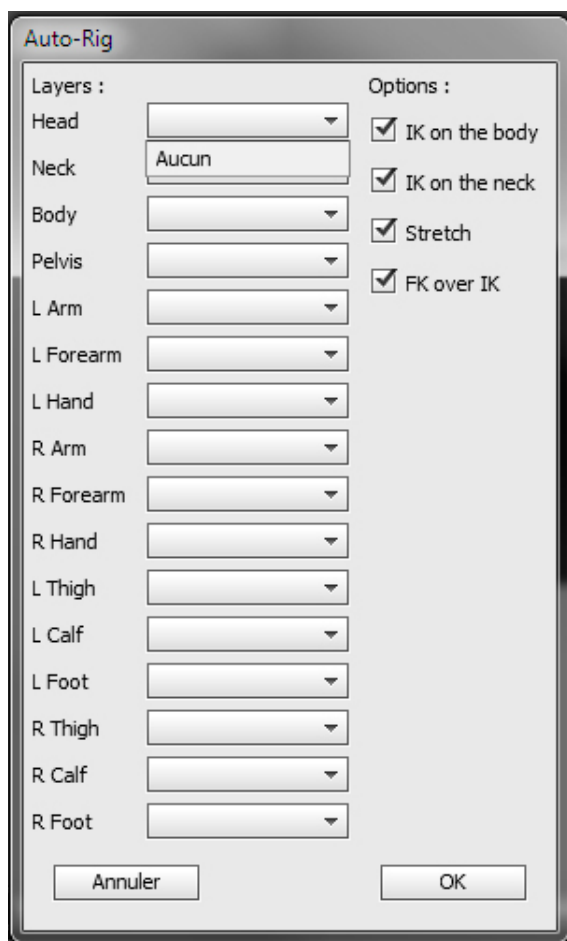 Auto-Rig
Layers :
Options :
Head
Aucun
Neck
Body
Pelvis
L Arm
L Forearm
L Hand
R Arm
R Forearm
R Hand
L Thigh
L Calf
L Foot
R Thigh
R Calf
R Foot
IK on the body
IK on the neck
Stretch
FK over IK
Annuler
OK